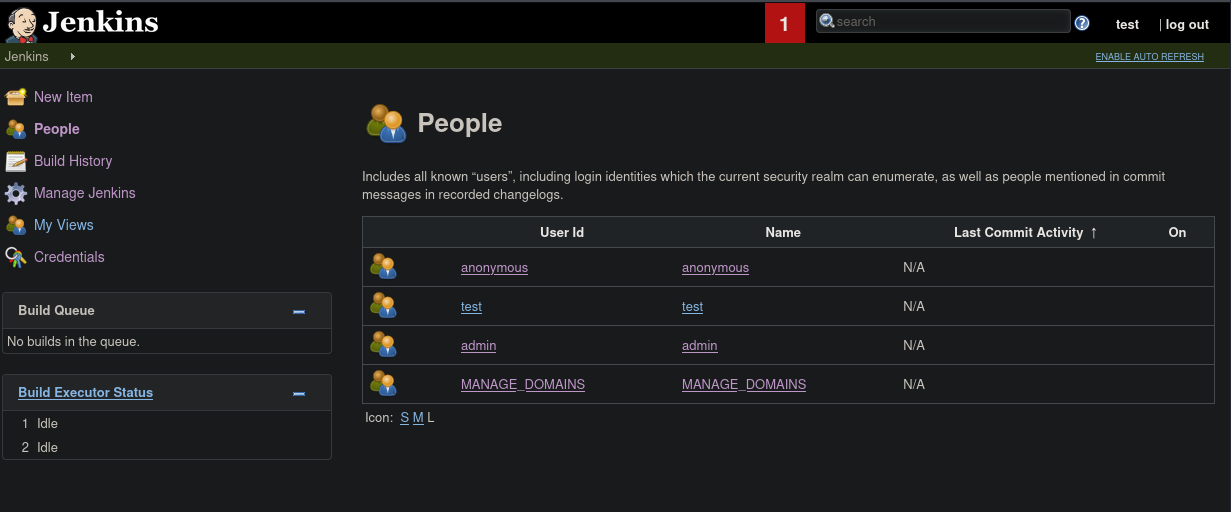 Jenkins
1
search
?
test
| log out
Jenkins
ENABLE AUTO REFRESH
New Item
People
Build History
Manage Jenkins
My Views
Credentials
Build Queue
No builds in the queue.
Build Executor Status
1 Idle
2 Idle
People
Includes all known “users”, including login identities which the current security realm can enumerate, as well as people mentioned in commit
messages in recorded changelogs.
User Id Name Last Commit Activity ↑ On
anonymous anonymous N/A
test test N/A
admin admin N/A
MANAGE_DOMAINS MANAGE_DOMAINS N/A
Icon: S M L